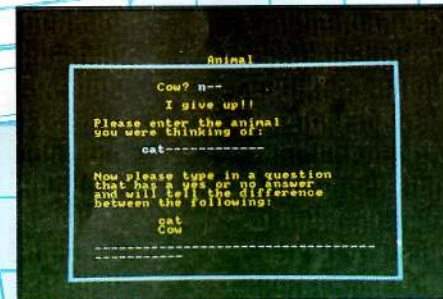 Animal
Cow? n--
I give up!!
Please enter the animal
you were thinking of:
cat-------------
Now please type in a question
that has a yes or no answer
and will tell the difference
between the following:
cat
Cow
-----------------------------------
-----------